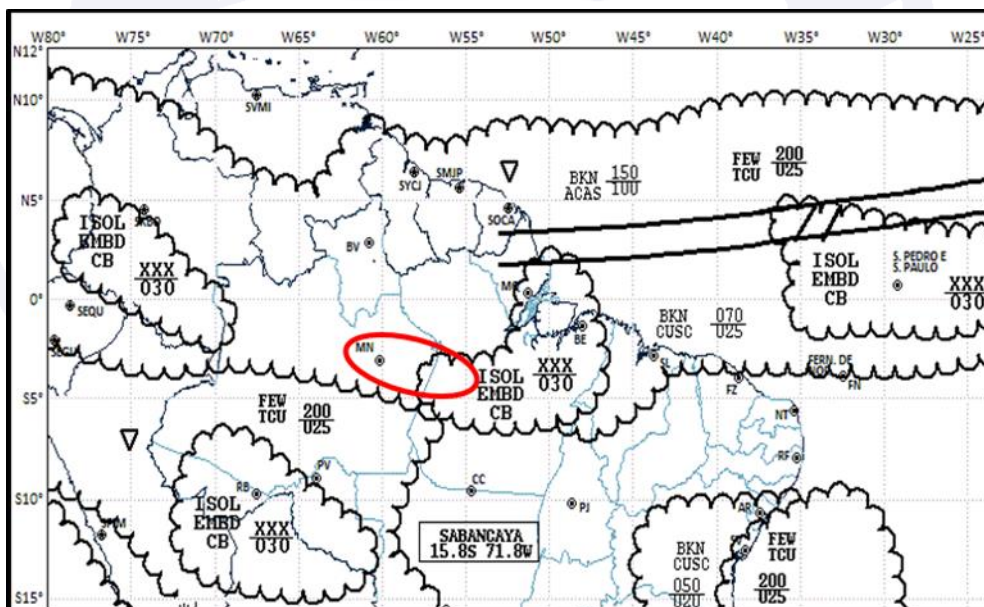 W80° W75° W70° W65° W60° W55° W50° W45° W40° W35° W30° W25°
N12°
N10°
SVMI
SYCJ
SMJP
SOCA
BKN
ACAS
150
100
FEW
TCU
200
025
N5°
ISOL
EMBD
CB
XXX
030
BV
S. PEDRO E
S. PAULO
ISOL
EMBD
CB
XXX
030
SEQU
0°
BE
BKN
CUSC
070
025
MN
SL
FERN. DE
FN
FZ
ISOL
EMBD
CB
XXX
030
S5°
FEW
TCU
200
025
NT
RF
PV
RB
CC
PJ
S10°
ISOL
EMBD
CB
XXX
030
AR
SABANCAYA
15.8S 71.8W
BKN
CUSC
050
020
FEW
TCU
200
025
S15°